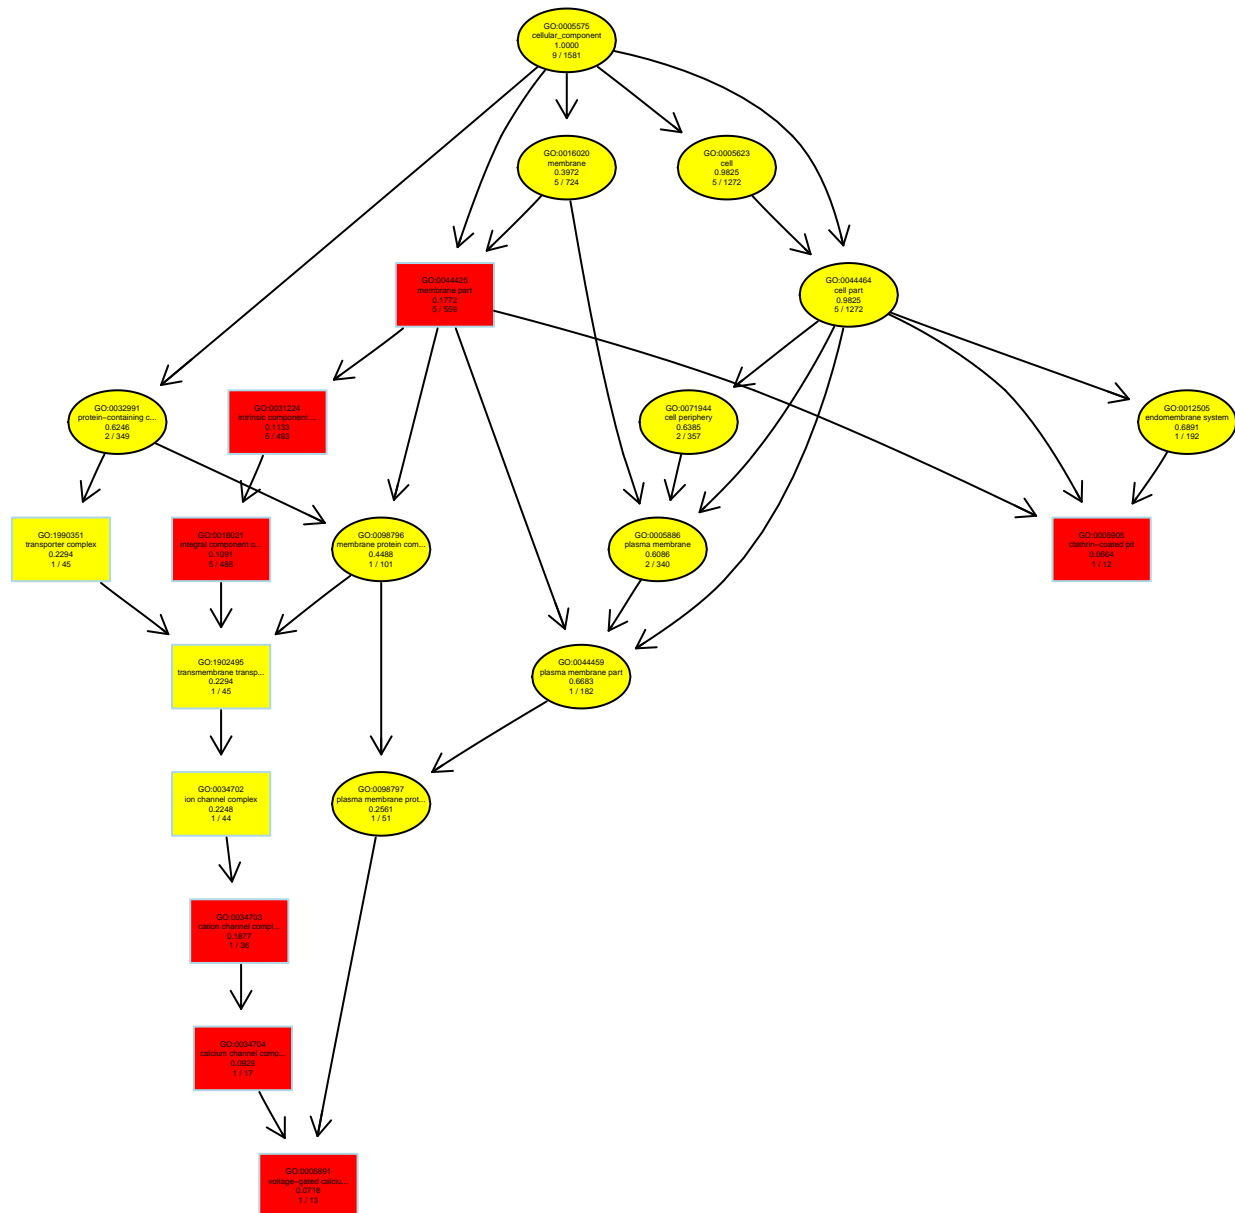 GO:0005575
cellular_component
1.0000
9 / 1581
GO:0016020
membrane
0.3972
5 / 724
GO:0005623
cell
0.9825
5 / 1272
GO:0044425
membrane part
0.1772
5 / 559
GO:0044464
cell part
0.9825
5 / 1272
GO:0032991
protein−containing c...
0.6246
2 / 349
GO:0031224
intrinsic component ...
0.1133
5 / 493
GO:0071944
cell periphery
0.6385
2 / 357
GO:0012505
endomembrane system
0.6891
1 / 192
GO:1990351
transporter complex
0.2294
1 / 45
GO:0016021
integral component o...
0.1091
5 / 488
GO:0098796
membrane protein com...
0.4488
1 / 101
GO:0005886
plasma membrane
0.6086
2 / 340
GO:0005905
clathrin−coated pit
0.0664
1 / 12
GO:1902495
transmembrane transp...
0.2294
1 / 45
GO:0044459
plasma membrane part
0.6683
1 / 182
GO:0034702
ion channel complex
0.2248
1 / 44
GO:0098797
plasma membrane prot...
0.2561
1 / 51
GO:0034703
cation channel compl...
0.1877
1 / 36
GO:0034704
calcium channel comp...
0.0929
1 / 17
GO:0005891
voltage−gated calciu...
0.0716
1 / 13